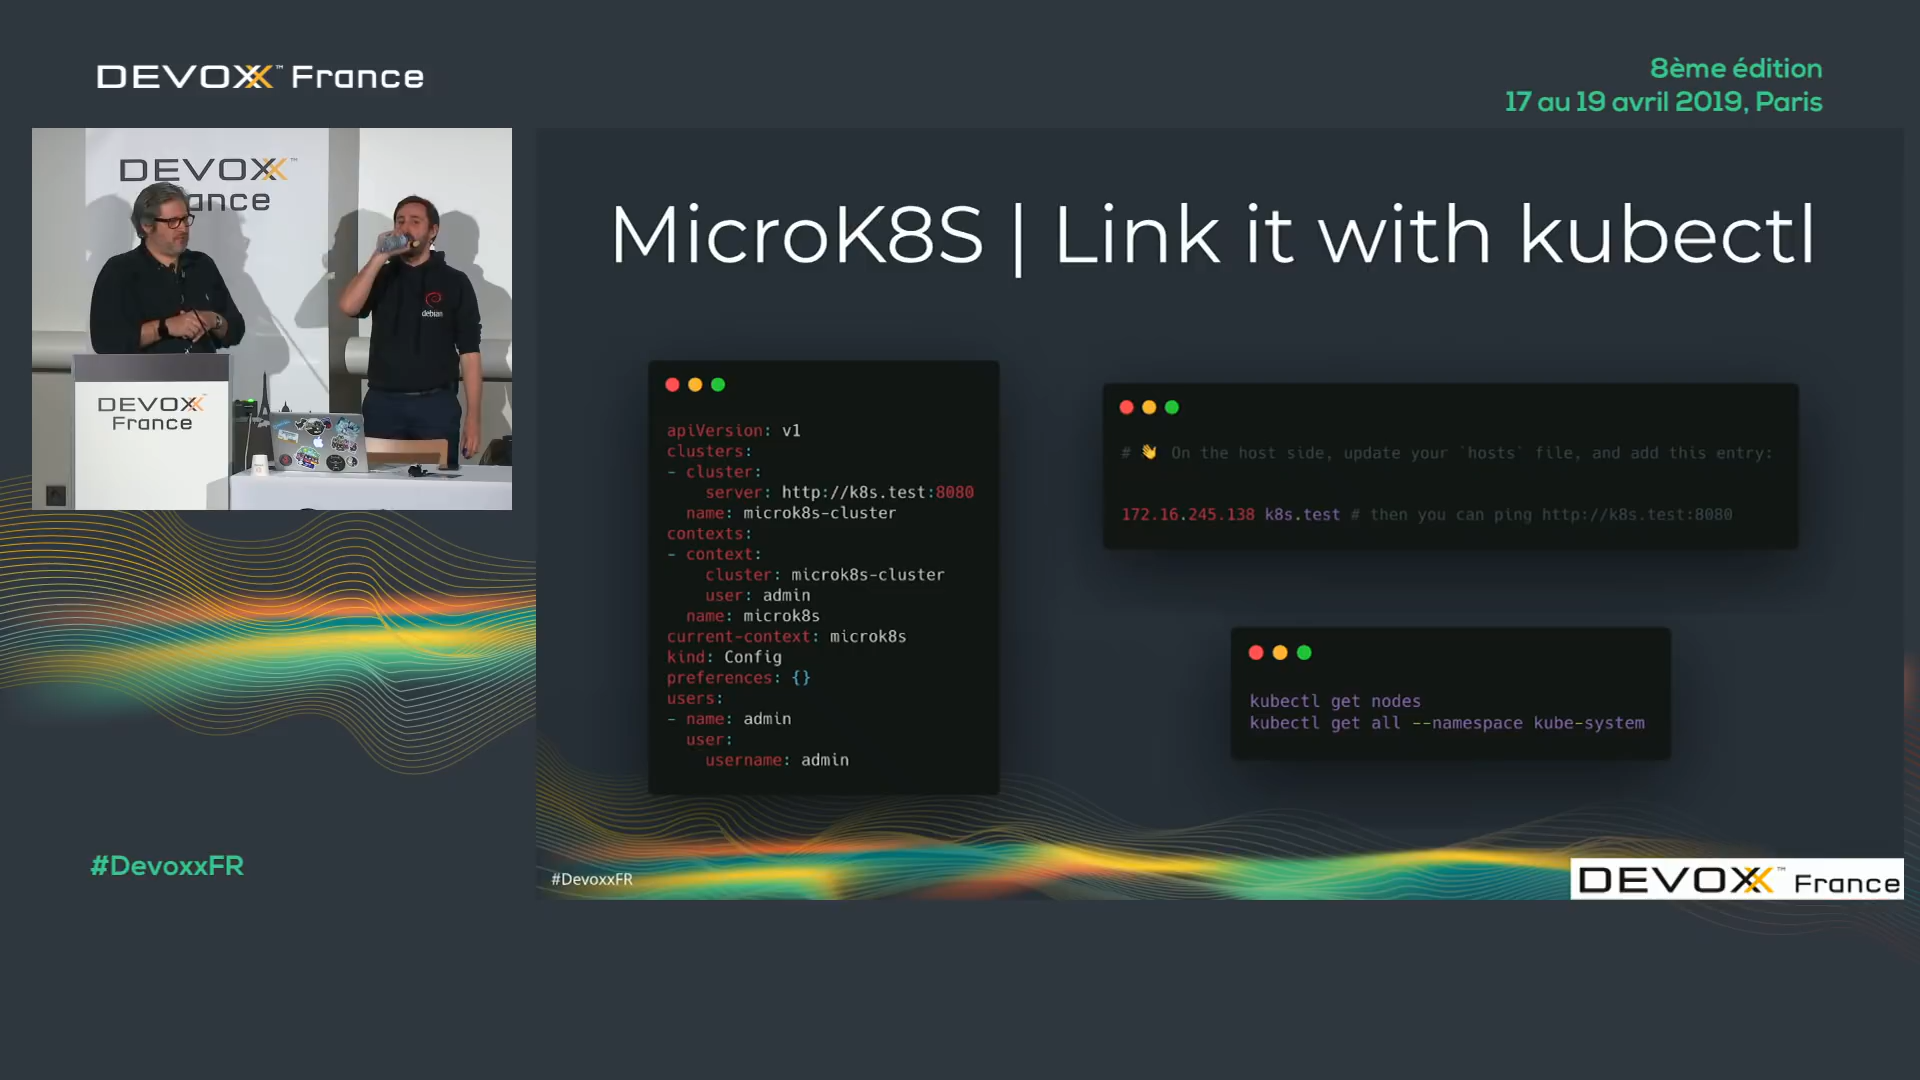 DEVOXX™ France
8ème édition
17 au 19 avril 2019, Paris
DEVOXX™
France
debian
DEVOXX
France
MicroK8S | Link it with kubectl
apiVersion: v1
clusters:
- cluster:
    server: http://k8s.test:8080
  name: microk8s-cluster
contexts:
- context:
    cluster: microk8s-cluster
    user: admin
  name: microk8s
current-context: microk8s
kind: Config
preferences: {}
users:
- name: admin
  user:
    username: admin
# 👋 On the host side, update your `hosts` file, and add this entry:
172.16.245.138 k8s.test # then you can ping http://k8s.test:8080
kubectl get nodes
kubectl get all --namespace kube-system
#DevoxxFR
#DevoxxFR
DEVOXX™ France